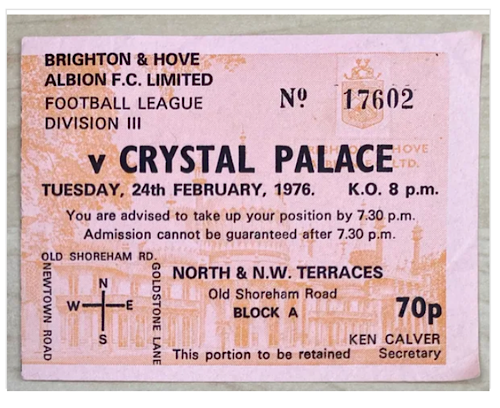 BRIGHTON & HOVE
ALBION F.C. LIMITED
FOOTBALL LEAGUE
DIVISION III
Nº 17602
BRIGHTON & HOVE
LTD.
v CRYSTAL PALACE
TUESDAY, 24th FEBRUARY, 1976. K.O. 8 p.m.
You are advised to take up your position by 7.30 p.m.
Admission cannot be guaranteed after 7.30 p.m.
OLD SHOREHAM RD.
NEWTOWN ROAD
N
W E
S
GOLDSTONE LANE
NORTH & N.W. TERRACES
Old Shoreham Road
BLOCK A
70p
KEN CALVER
This portion to be retained Secretary